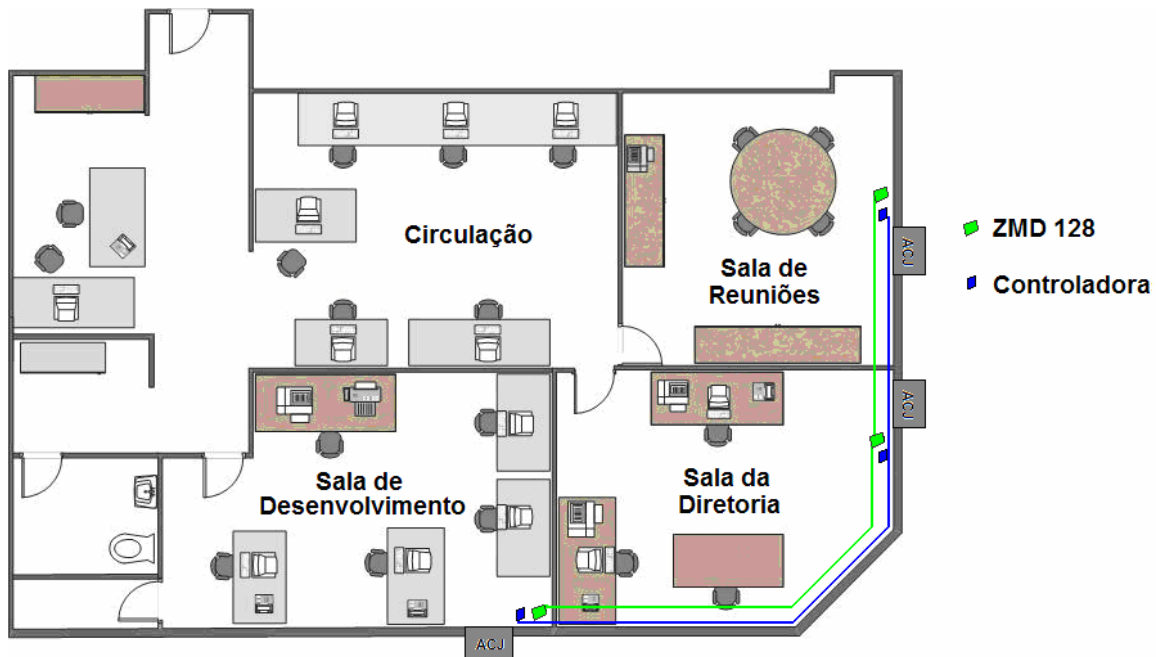 Circulação
Sala de
Reuniões
ACJ
ZMD 128
Controladora
ACJ
Sala de
Desenvolvimento
Sala da
Diretoria
ACJ